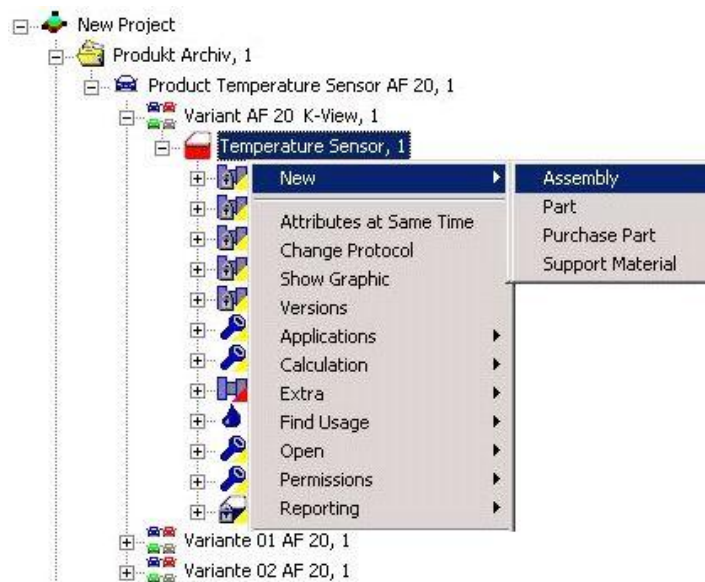 New Project
Produkt Archiv, 1
Product Temperature Sensor AF 20, 1
Variant AF 20 K-View, 1
Temperature Sensor, 1
New
Assembly
Part
Purchase Part
Support Material
Attributes at Same Time
Change Protocol
Show Graphic
Versions
Applications
Calculation
Extra
Find Usage
Open
Permissions
Reporting
Variante 01 AF 20, 1
Variante 02 AF 20, 1